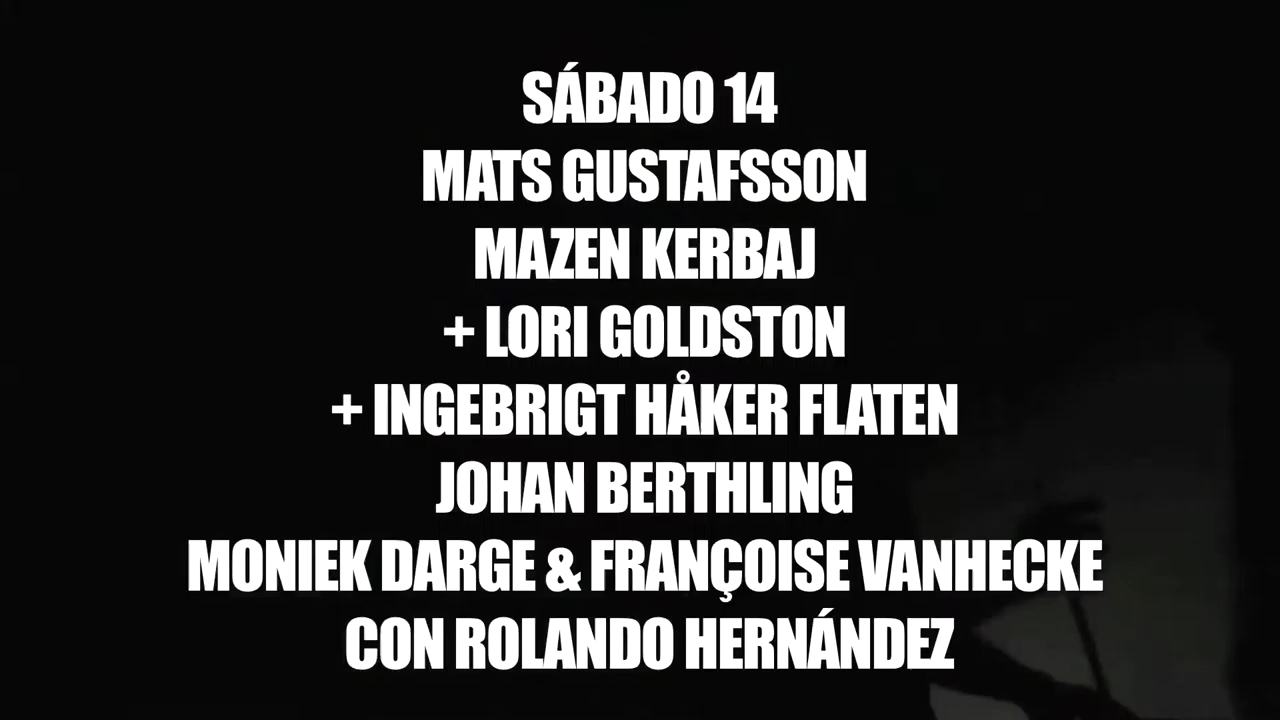 SÁBADO 14
MATS GUSTAFSSON
MAZEN KERBAJ
+ LORI GOLDSTON
+ INGEBRIGT HÅKER FLATEN
JOHAN BERTHLING
MONIEK DARGE & FRANÇOISE VANHECKE
CON ROLANDO HERNÁNDEZ